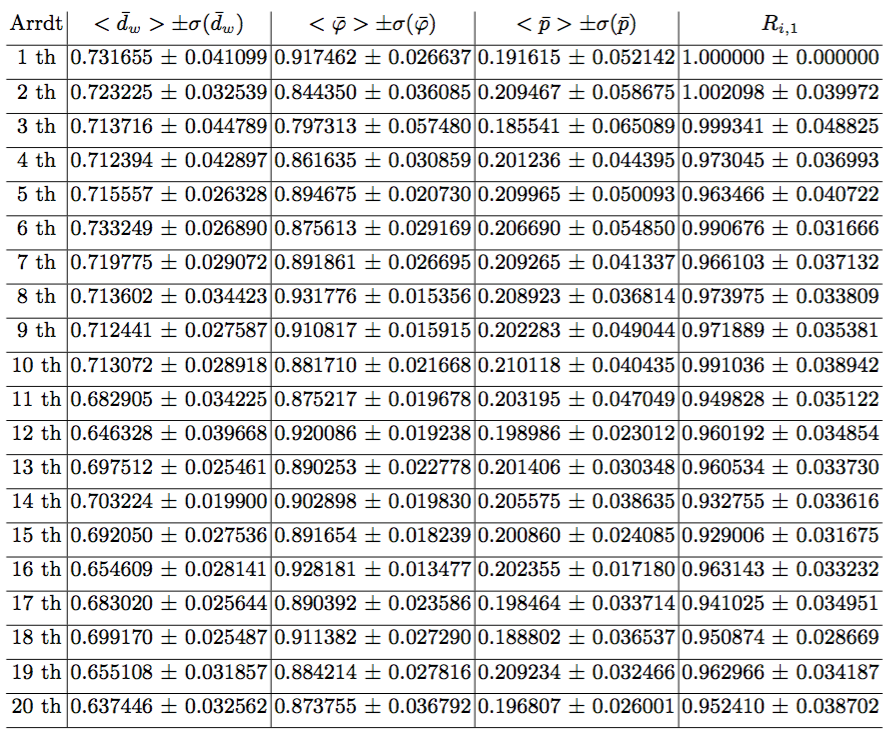 Arrdt < d̄_w > ±σ(d̄_w) < φ̄ > ±σ(φ̄) < p̄ > ±σ(p̄) R_{i,1}
1 th 0.731655 ± 0.041099 0.917462 ± 0.026637 0.191615 ± 0.052142 1.000000 ± 0.000000
2 th 0.723225 ± 0.032539 0.844350 ± 0.036085 0.209467 ± 0.058675 1.002098 ± 0.039972
3 th 0.713716 ± 0.044789 0.797313 ± 0.057480 0.185541 ± 0.065089 0.999341 ± 0.048825
4 th 0.712394 ± 0.042897 0.861635 ± 0.030859 0.201236 ± 0.044395 0.973045 ± 0.036993
5 th 0.715557 ± 0.026328 0.894675 ± 0.020730 0.209965 ± 0.050093 0.963466 ± 0.040722
6 th 0.733249 ± 0.026890 0.875613 ± 0.029169 0.206690 ± 0.054850 0.990676 ± 0.031666
7 th 0.719775 ± 0.029072 0.891861 ± 0.026695 0.209265 ± 0.041337 0.966103 ± 0.037132
8 th 0.713602 ± 0.034423 0.931776 ± 0.015356 0.208923 ± 0.036814 0.973975 ± 0.033809
9 th 0.712441 ± 0.027587 0.910817 ± 0.015915 0.202283 ± 0.049044 0.971889 ± 0.035381
10 th 0.713072 ± 0.028918 0.881710 ± 0.021668 0.210118 ± 0.040435 0.991036 ± 0.038942
11 th 0.682905 ± 0.034225 0.875217 ± 0.019678 0.203195 ± 0.047049 0.949828 ± 0.035122
12 th 0.646328 ± 0.039668 0.920086 ± 0.019238 0.198986 ± 0.023012 0.960192 ± 0.034854
13 th 0.697512 ± 0.025461 0.890253 ± 0.022778 0.201406 ± 0.030348 0.960534 ± 0.033730
14 th 0.703224 ± 0.019900 0.902898 ± 0.019830 0.205575 ± 0.038635 0.932755 ± 0.033616
15 th 0.692050 ± 0.027536 0.891654 ± 0.018239 0.200860 ± 0.024085 0.929006 ± 0.031675
16 th 0.654609 ± 0.028141 0.928181 ± 0.013477 0.202355 ± 0.017180 0.963143 ± 0.033232
17 th 0.683020 ± 0.025644 0.890392 ± 0.023586 0.198464 ± 0.033714 0.941025 ± 0.034951
18 th 0.699170 ± 0.025487 0.911382 ± 0.027290 0.188802 ± 0.036537 0.950874 ± 0.028669
19 th 0.655108 ± 0.031857 0.884214 ± 0.027816 0.209234 ± 0.032466 0.962966 ± 0.034187
20 th 0.637446 ± 0.032562 0.873755 ± 0.036792 0.196807 ± 0.026001 0.952410 ± 0.038702